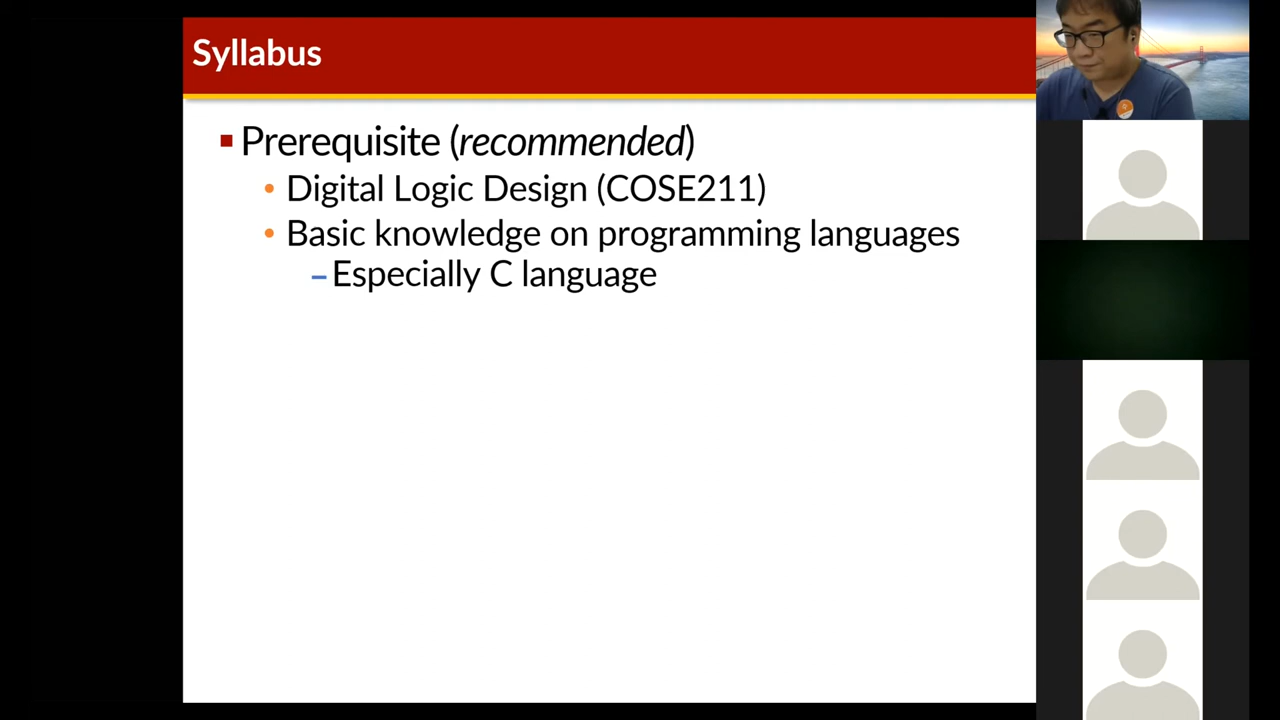 Syllabus
Prerequisite (recommended)
Digital Logic Design (COSE211)
Basic knowledge on programming languages
Especially C language